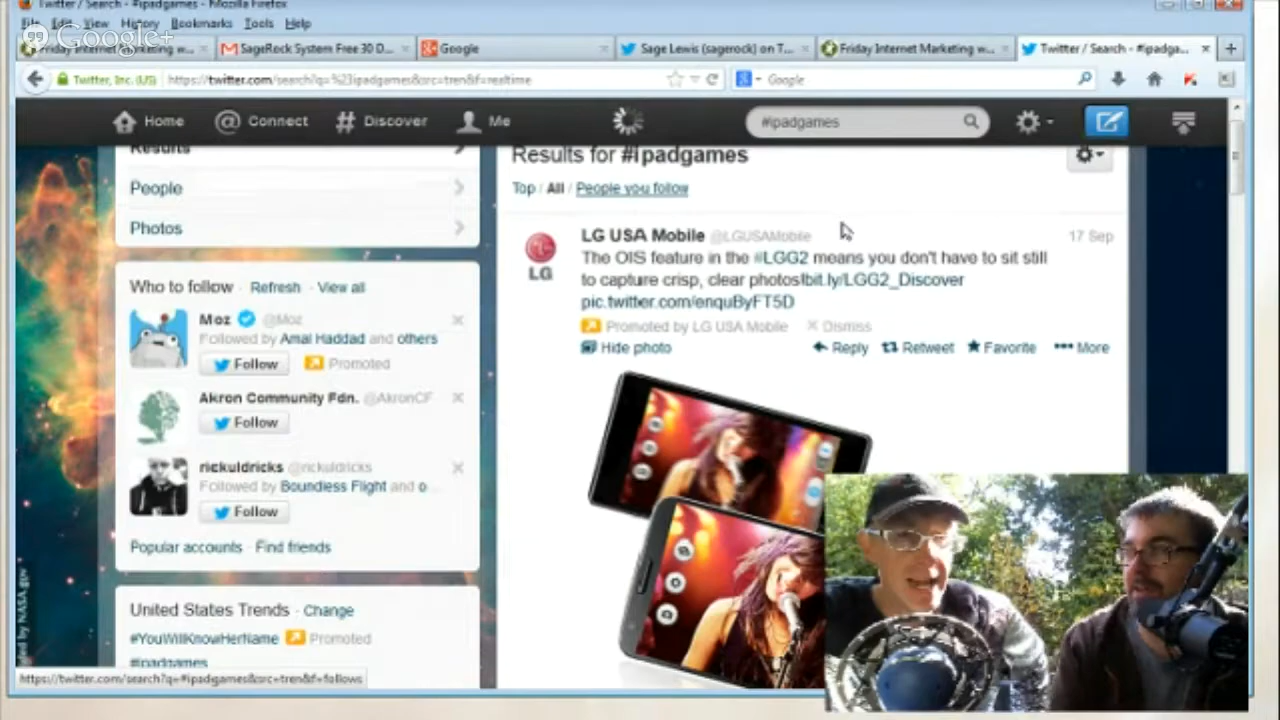 Twitter / Search - #ipadgames - Mozilla Firefox
File Edit View History Bookmarks Tools Help
Google+
Friday Internet Marketing w...
SageRock System Free 30 D...
Google
Sage Lewis (sagerock) on T...
Friday Internet Marketing w...
Twitter / Search - #ipadga...
Twitter, Inc. (US)
https://twitter.com/search?q=%23ipadgames&src=tren&f=realtime
Google
Home
Connect
Discover
Me
#ipadgames
Results
People
Photos
Who to follow · Refresh · View all
Moz @Moz
Followed by Amal Haddad and others
Follow
Promoted
Akron Community Fdn. @AkronCF
Follow
rickuldricks @rickuldricks
Followed by Boundless Flight and o...
Follow
Popular accounts · Find friends
United States Trends · Change
#YouWillKnowHerName Promoted
#ipadgames
https://twitter.com/search?q=#ipadgames&src=tren&f=follows
Results for #ipadgames
Top / All / People you follow
LG USA Mobile @LGUSAMobile
17 Sep
LG
The OIS feature in the #LGG2 means you don't have to sit still
to capture crisp, clear photos!bit.ly/LGG2_Discover
pic.twitter.com/enquByFT5D
Promoted by LG USA Mobile
Dismiss
Hide photo
Reply
Retweet
Favorite
More